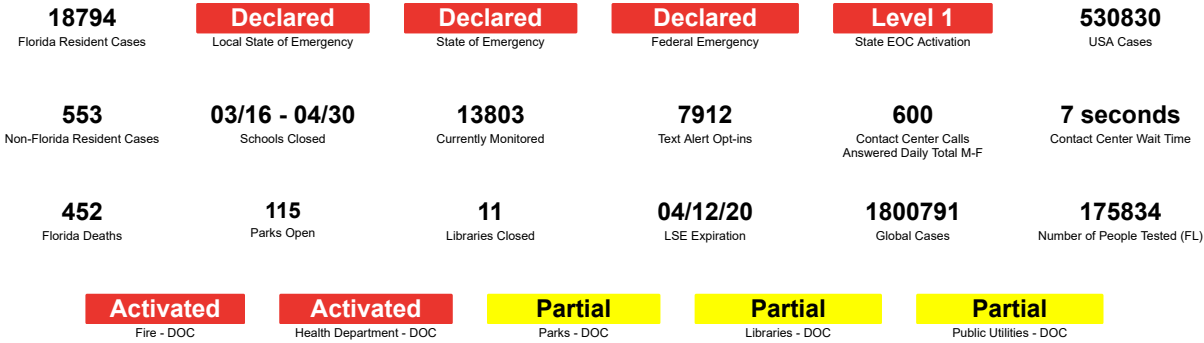 18794
Florida Resident Cases
Declared
Local State of Emergency
Declared
State of Emergency
Declared
Federal Emergency
Level 1
State EOC Activation
530830
USA Cases
553
Non-Florida Resident Cases
03/16 - 04/30
Schools Closed
13803
Currently Monitored
7912
Text Alert Opt-ins
600
Contact Center Calls
Answered Daily Total M-F
7 seconds
Contact Center Wait Time
452
Florida Deaths
115
Parks Open
11
Libraries Closed
04/12/20
LSE Expiration
1800791
Global Cases
175834
Number of People Tested (FL)
Activated
Fire - DOC
Activated
Health Department - DOC
Partial
Parks - DOC
Partial
Libraries - DOC
Partial
Public Utilities - DOC